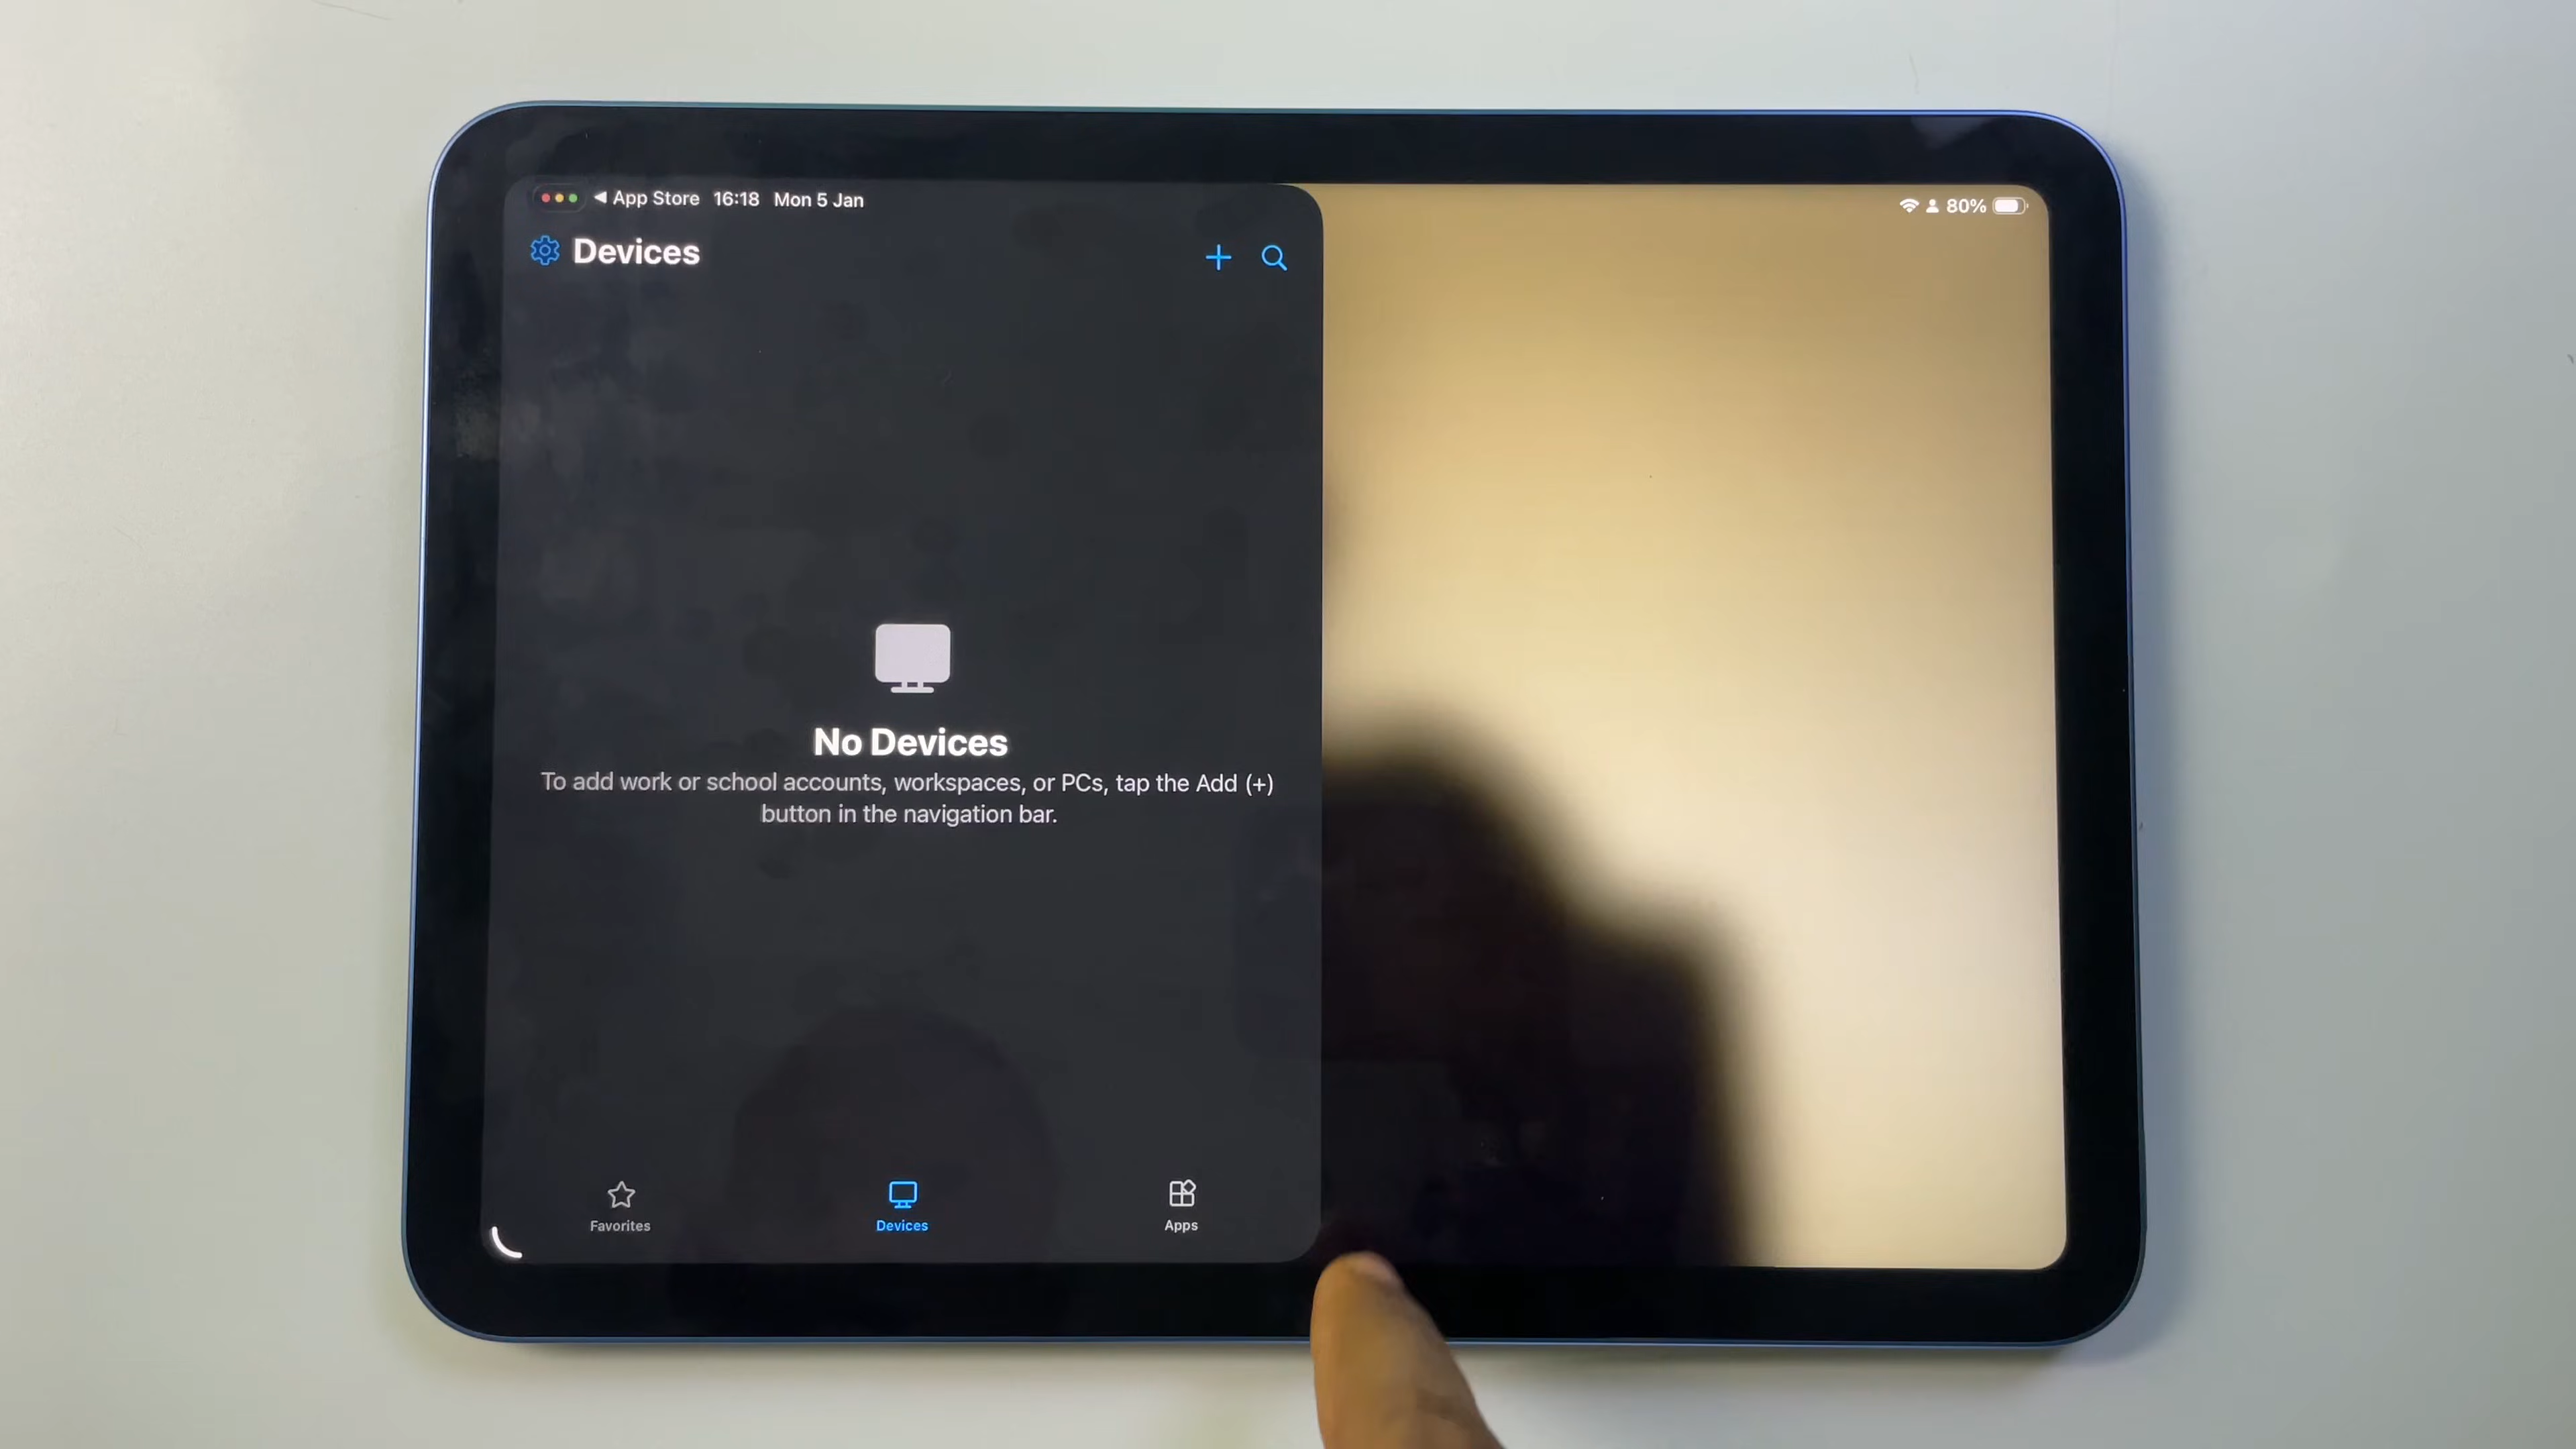 ◀ App Store 16:18 Mon 5 Jan
80%
Devices
No Devices
To add work or school accounts, workspaces, or PCs, tap the Add (+)
button in the navigation bar.
Favorites
Devices
Apps